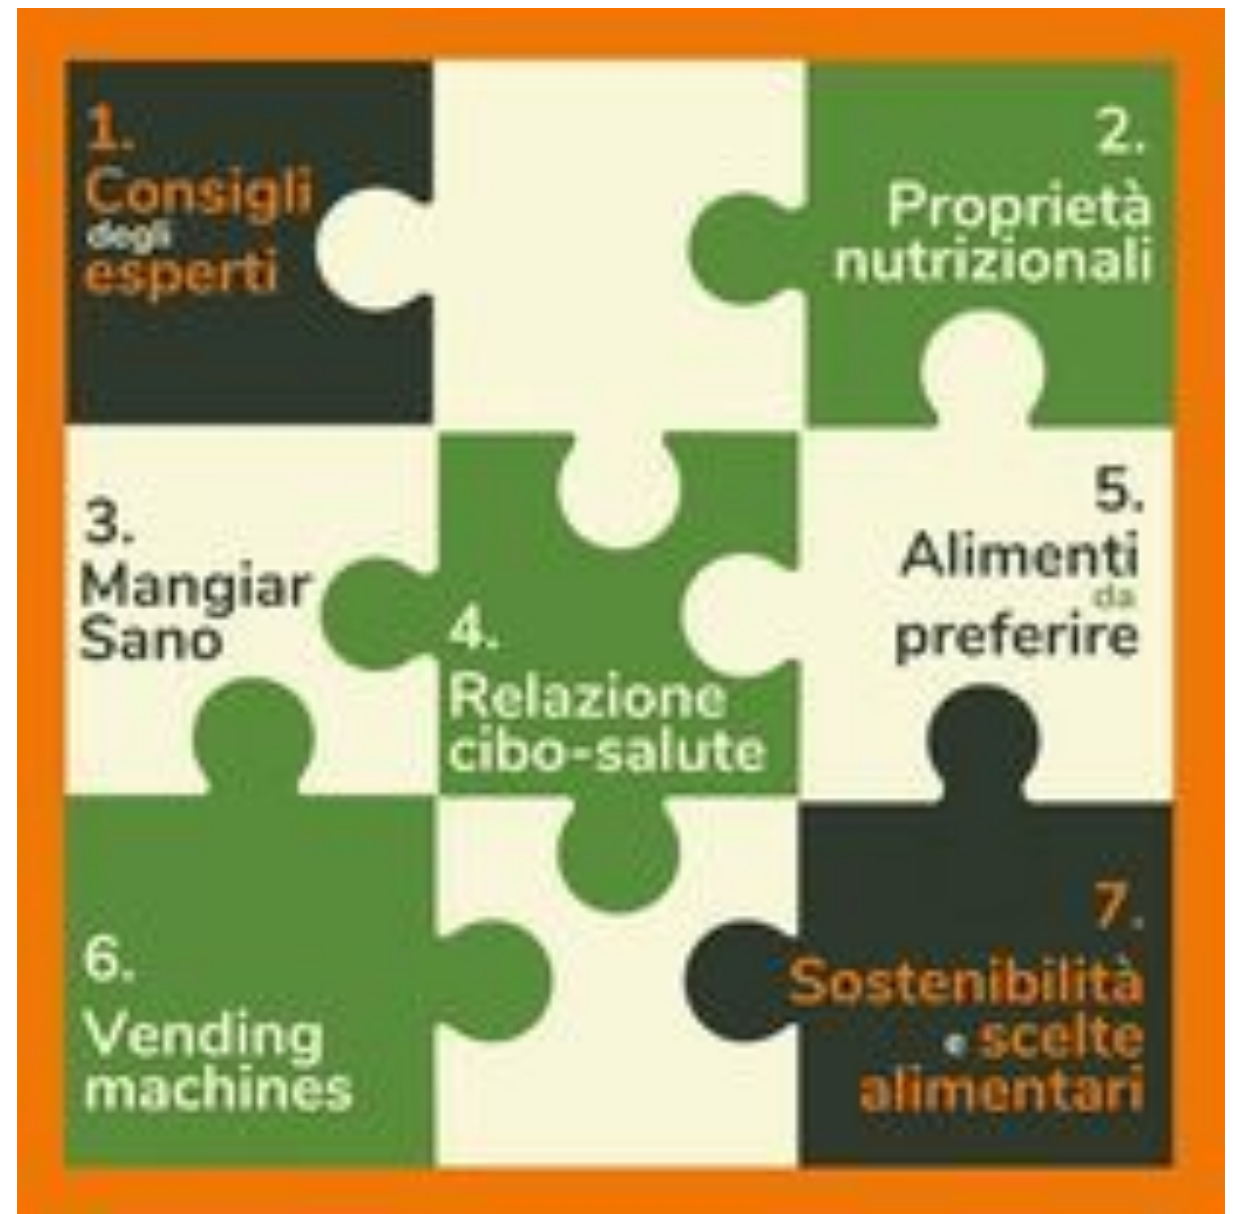 1.
Consigli
degli
esperti
2.
Proprietà
nutrizionali
3.
Mangiar
Sano
4.
Relazione
cibo-salute
5.
Alimenti
da
preferire
6.
Vending
machines
7.
Sostenibilità
e scelte
alimentari